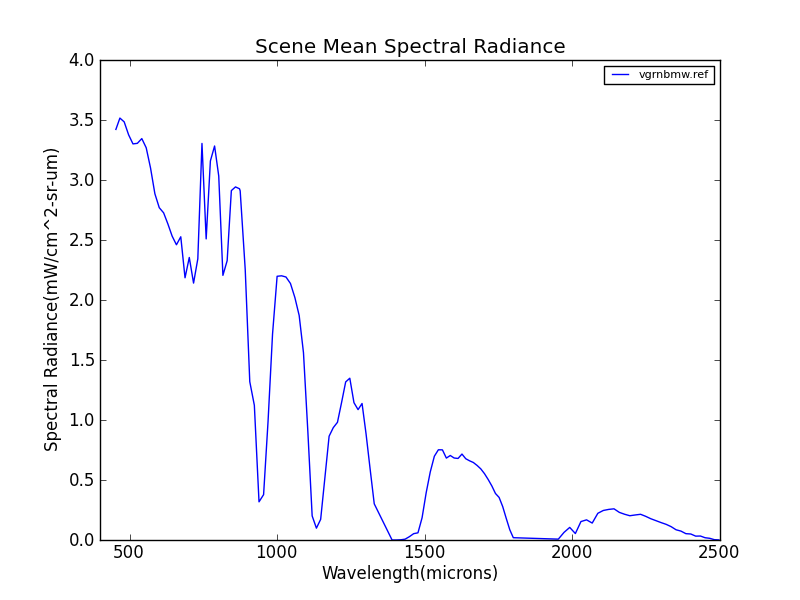 Scene Mean Spectral Radiance
4.0
vgrnbmw.ref
3.5
3.0
2.5
2.0
1.5
1.0
0.5
0.0
Spectral Radiance(mW/cm^2-sr-um)
500 1000 1500 2000 2500
Wavelength(microns)